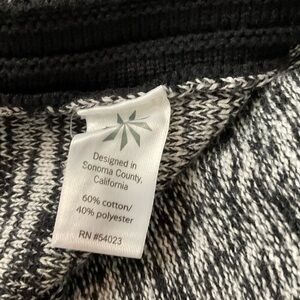 Designed in
Sonoma County,
California
60% cotton/
40% polyester
RN #54023